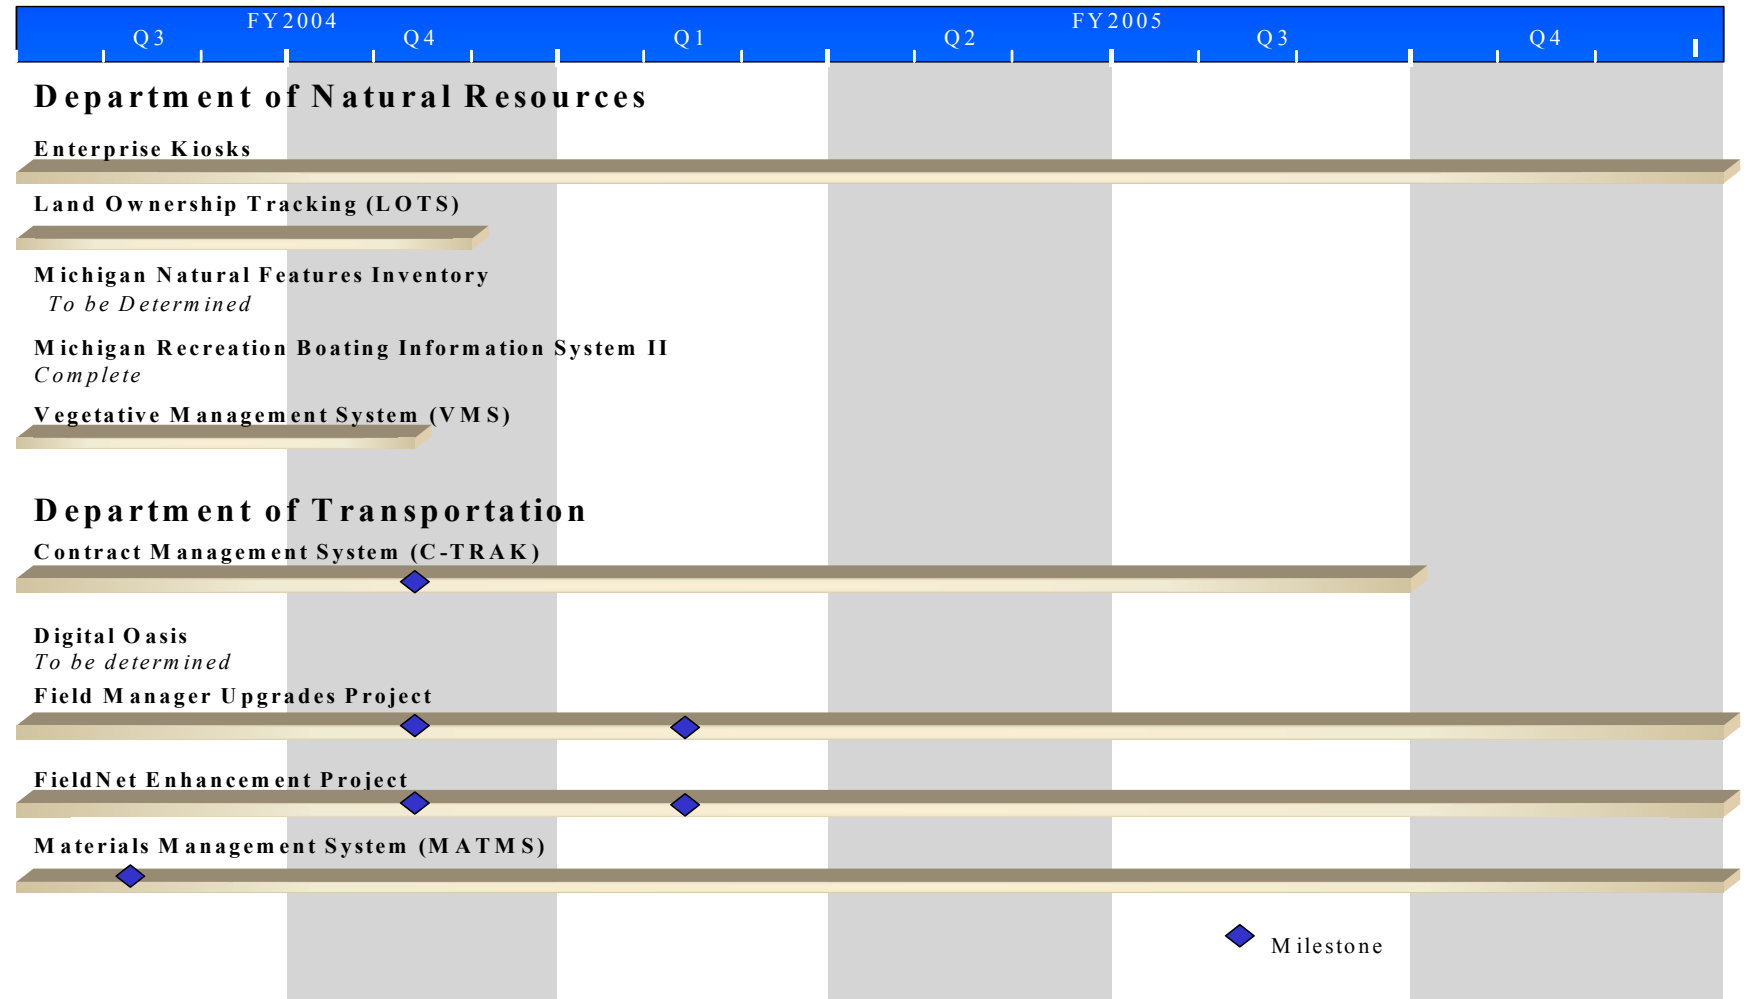 FY2004 FY2005
Q3 Q4 Q1 Q2 Q3 Q4
Department of Natural Resources
Enterprise Kiosks
Land Ownership Tracking (LOTS)
Michigan Natural Features Inventory
To be Determined
Michigan Recreation Boating Information System II
Complete
Vegetative Management System (VMS)
Department of Transportation
Contract Management System (C-TRAK)
Digital Oasis
To be determined
Field Manager Upgrades Project
FieldNet Enhancement Project
Materials Management System (MATMS)
Milestone